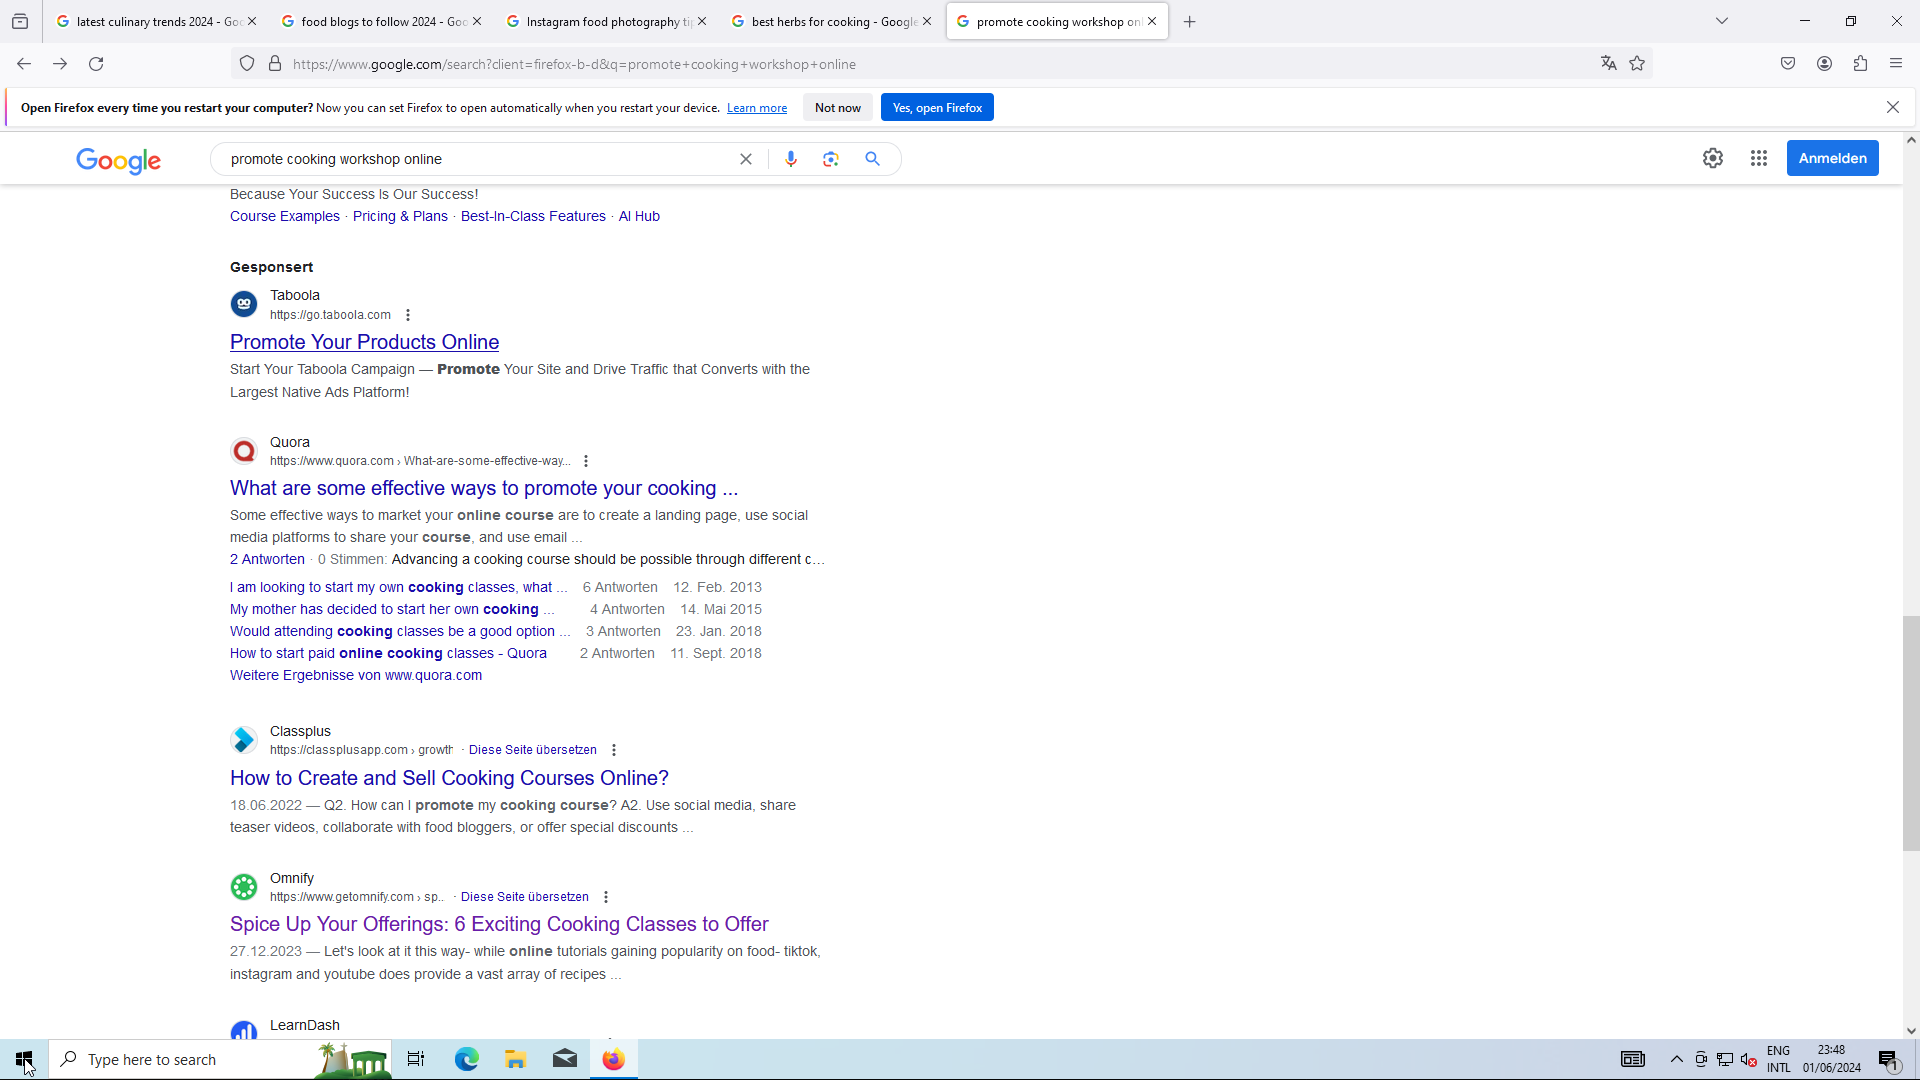 latest culinary trends 2024 - Goo
food blogs to follow 2024 - Goo
Instagram food photography ti
best herbs for cooking - Google
promote cooking workshop onl
https://www.google.com/search?client=firefox-b-d&q=promote+cooking+workshop+online
Open Firefox every time you restart your computer? Now you can set Firefox to open automatically when you restart your device. Learn more
Not now
Yes, open Firefox
Google
promote cooking workshop online
Anmelden
Because Your Success Is Our Success!
Course Examples · Pricing & Plans · Best-In-Class Features · AI Hub
Gesponsert
Taboola
https://go.taboola.com
Promote Your Products Online
Start Your Taboola Campaign — Promote Your Site and Drive Traffic that Converts with the
Largest Native Ads Platform!
Quora
https://www.quora.com › What-are-some-effective-way...
What are some effective ways to promote your cooking ...
Some effective ways to market your online course are to create a landing page, use social
media platforms to share your course, and use email ...
2 Antworten · 0 Stimmen: Advancing a cooking course should be possible through different c...
I am looking to start my own cooking classes, what ... 6 Antworten 12. Feb. 2013
My mother has decided to start her own cooking ... 4 Antworten 14. Mai 2015
Would attending cooking classes be a good option ... 3 Antworten 23. Jan. 2018
How to start paid online cooking classes - Quora 2 Antworten 11. Sept. 2018
Weitere Ergebnisse von www.quora.com
Classplus
https://classplusapp.com › growth · Diese Seite übersetzen
How to Create and Sell Cooking Courses Online?
18.06.2022 — Q2. How can I promote my cooking course? A2. Use social media, share
teaser videos, collaborate with food bloggers, or offer special discounts ...
Omnify
https://www.getomnify.com › sp... · Diese Seite übersetzen
Spice Up Your Offerings: 6 Exciting Cooking Classes to Offer
27.12.2023 — Let's look at it this way- while online tutorials gaining popularity on food- tiktok,
instagram and youtube does provide a vast array of recipes ...
LearnDash
Type here to search
ENG
INTL
23:48
01/06/2024
1